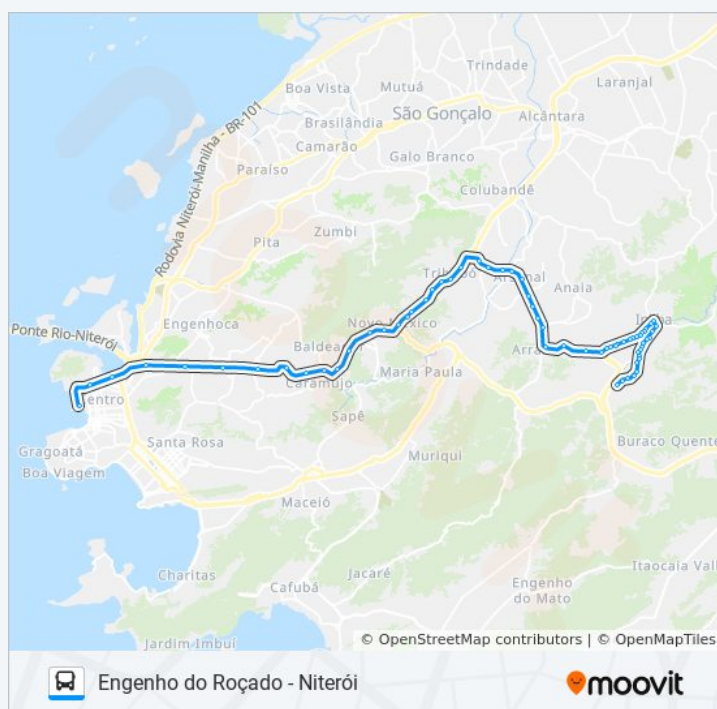 Trindade
Laranjal
Boa Vista
Mutuá
São Gonçalo
Alcântara
Brasilândia
Camarão
Galo Branco
Paraíso
Colubandê
Rodovia Niterói-Manilha - BR-101
Zumbi
Pita
Tribobó
Arsenal
Anaia
Ponte Rio-Niterói
Engenhoca
Novo México
Baldea
Arra
Maria Paula
Caramujo
Centro
Sapê
Gragoatá
Santa Rosa
Boa Viagem
Muriqui
Buraco Quente
Maceió
Charitas
Jacaré
Cafubá
Engenho
do Mato
Itaocaia Vall
Jardim Imbuí
© OpenStreetMap contributors | © OpenMapTiles
Engenho do Roçado - Niterói
moovit